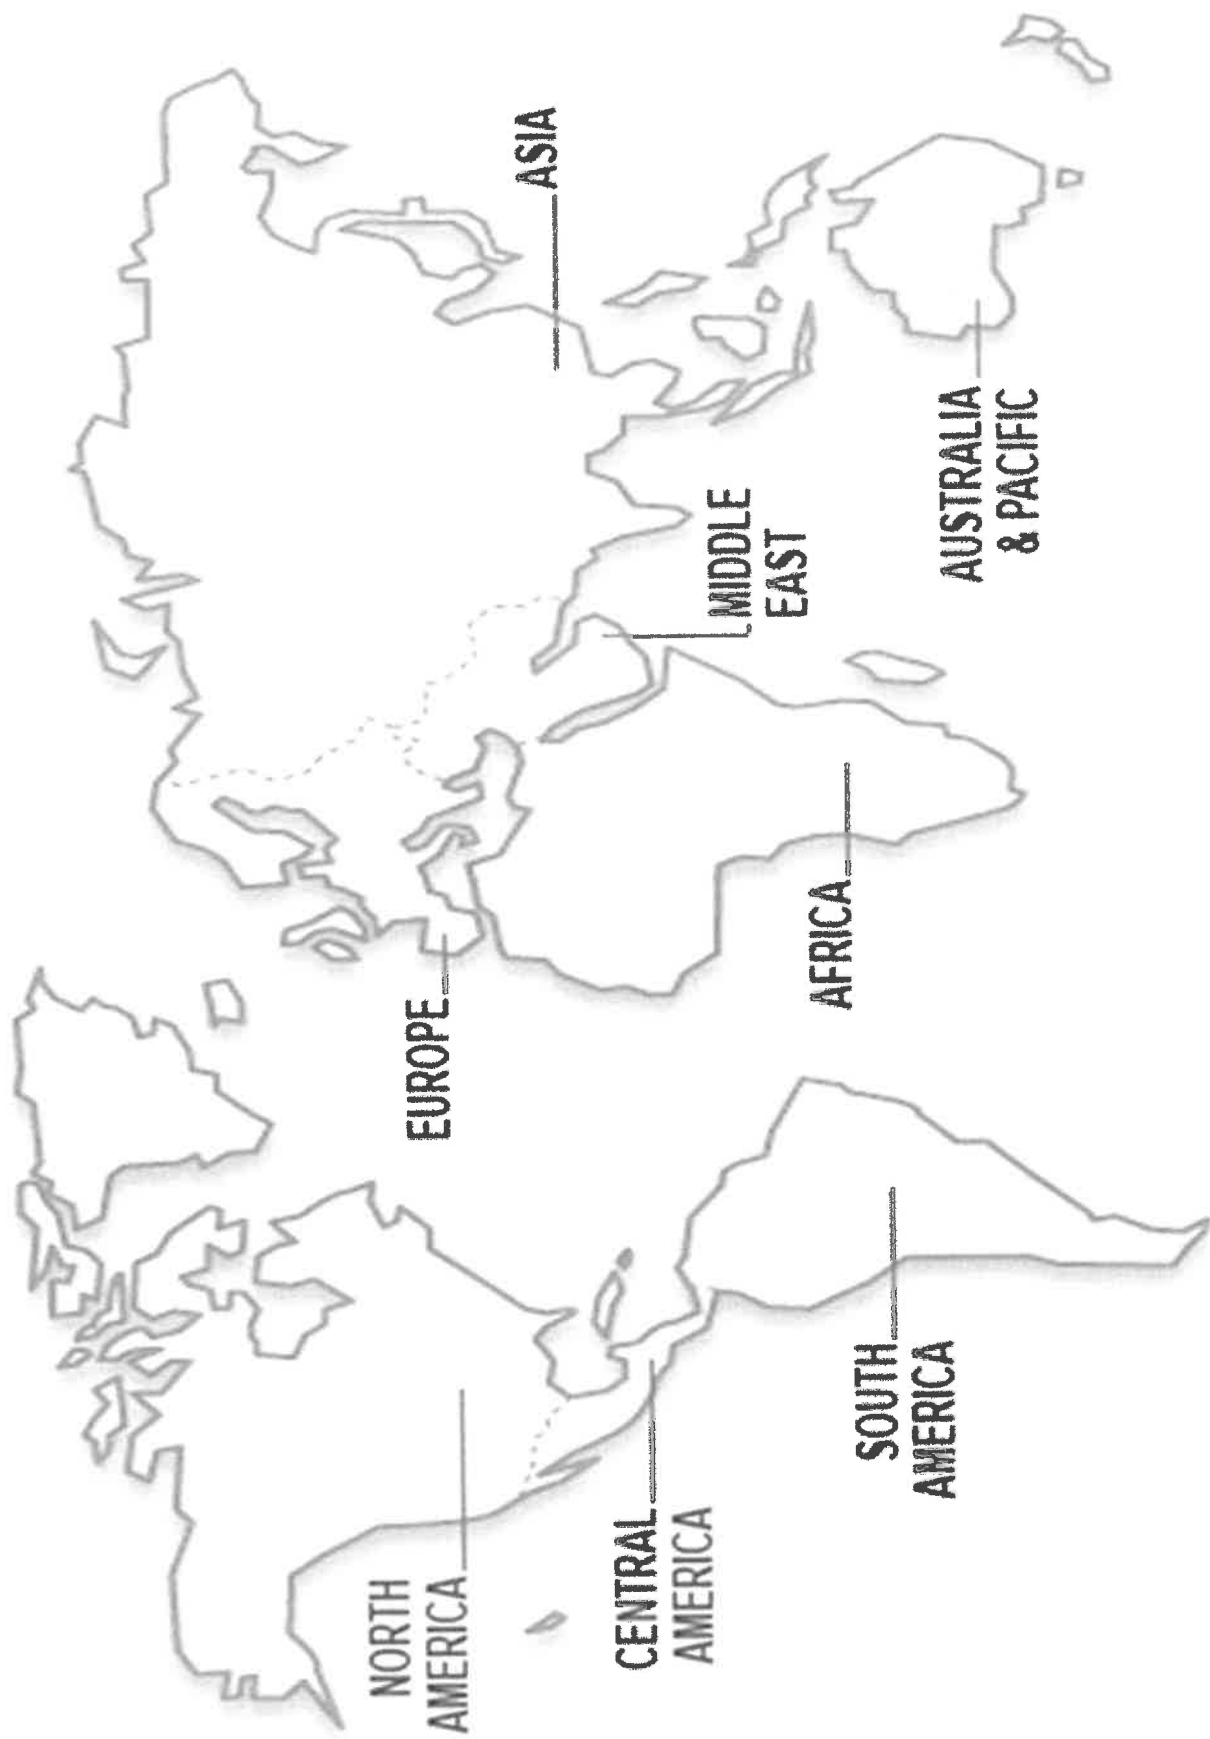 NORTH
AMERICA
CENTRAL
AMERICA
SOUTH
AMERICA
EUROPE
AFRICA
MIDDLE
EAST
ASIA
AUSTRALIA
& PACIFIC